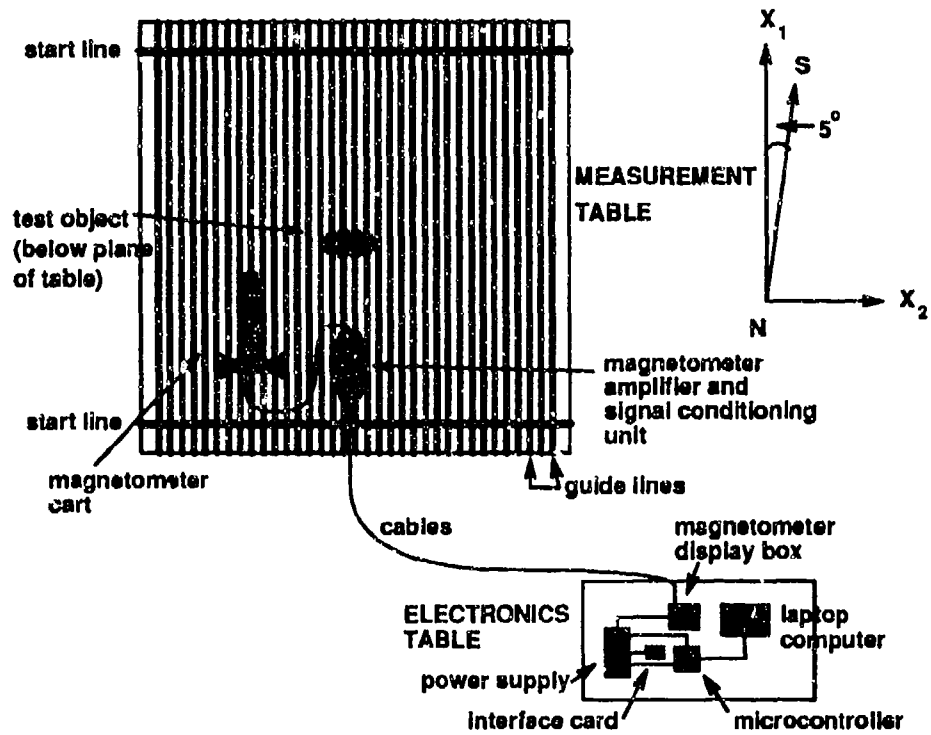 start line
X1
S
5°
MEASUREMENT
TABLE
test object
(below plane
of table)
X2
N
magnetometer
amplifier and
signal conditioning
unit
start line
magnetometer
cart
guide lines
cables
magnetometer
display box
ELECTRONICS
TABLE
laptop
computer
power supply
interface card
microcontroller